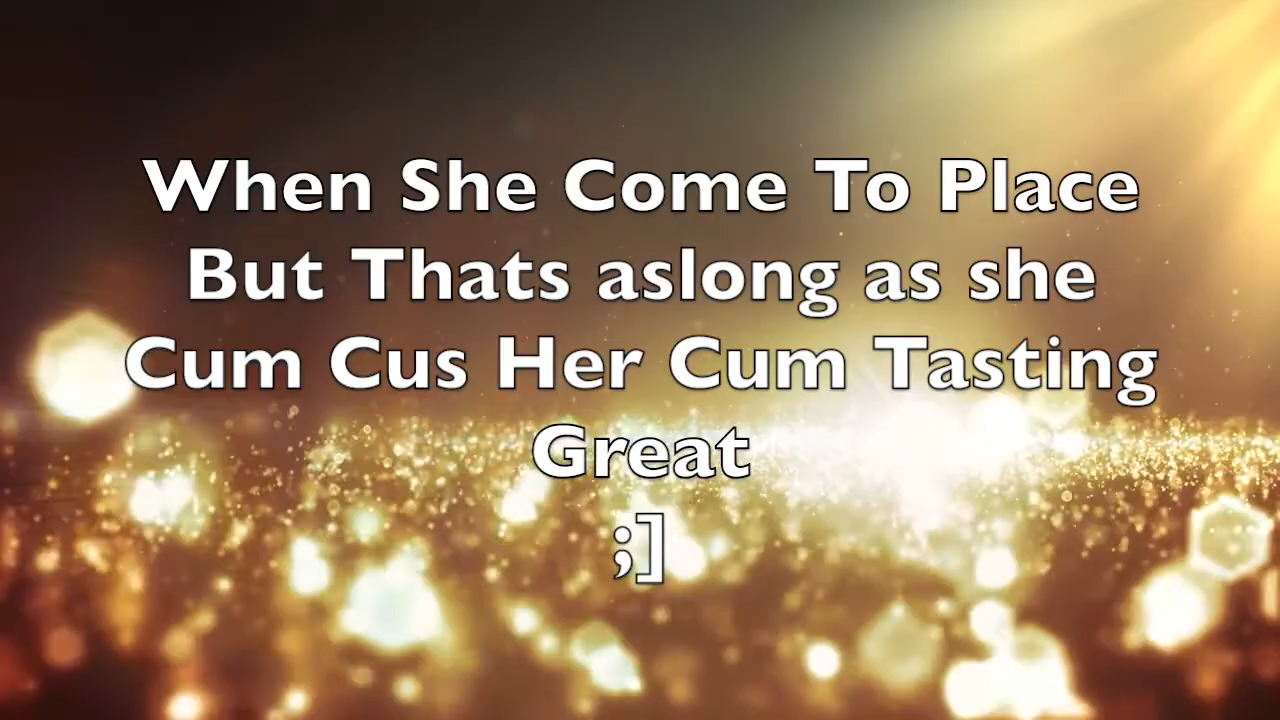 When She Come To Place
But Thats aslong as she
Cum Cus Her Cum Tasting
Great
;]